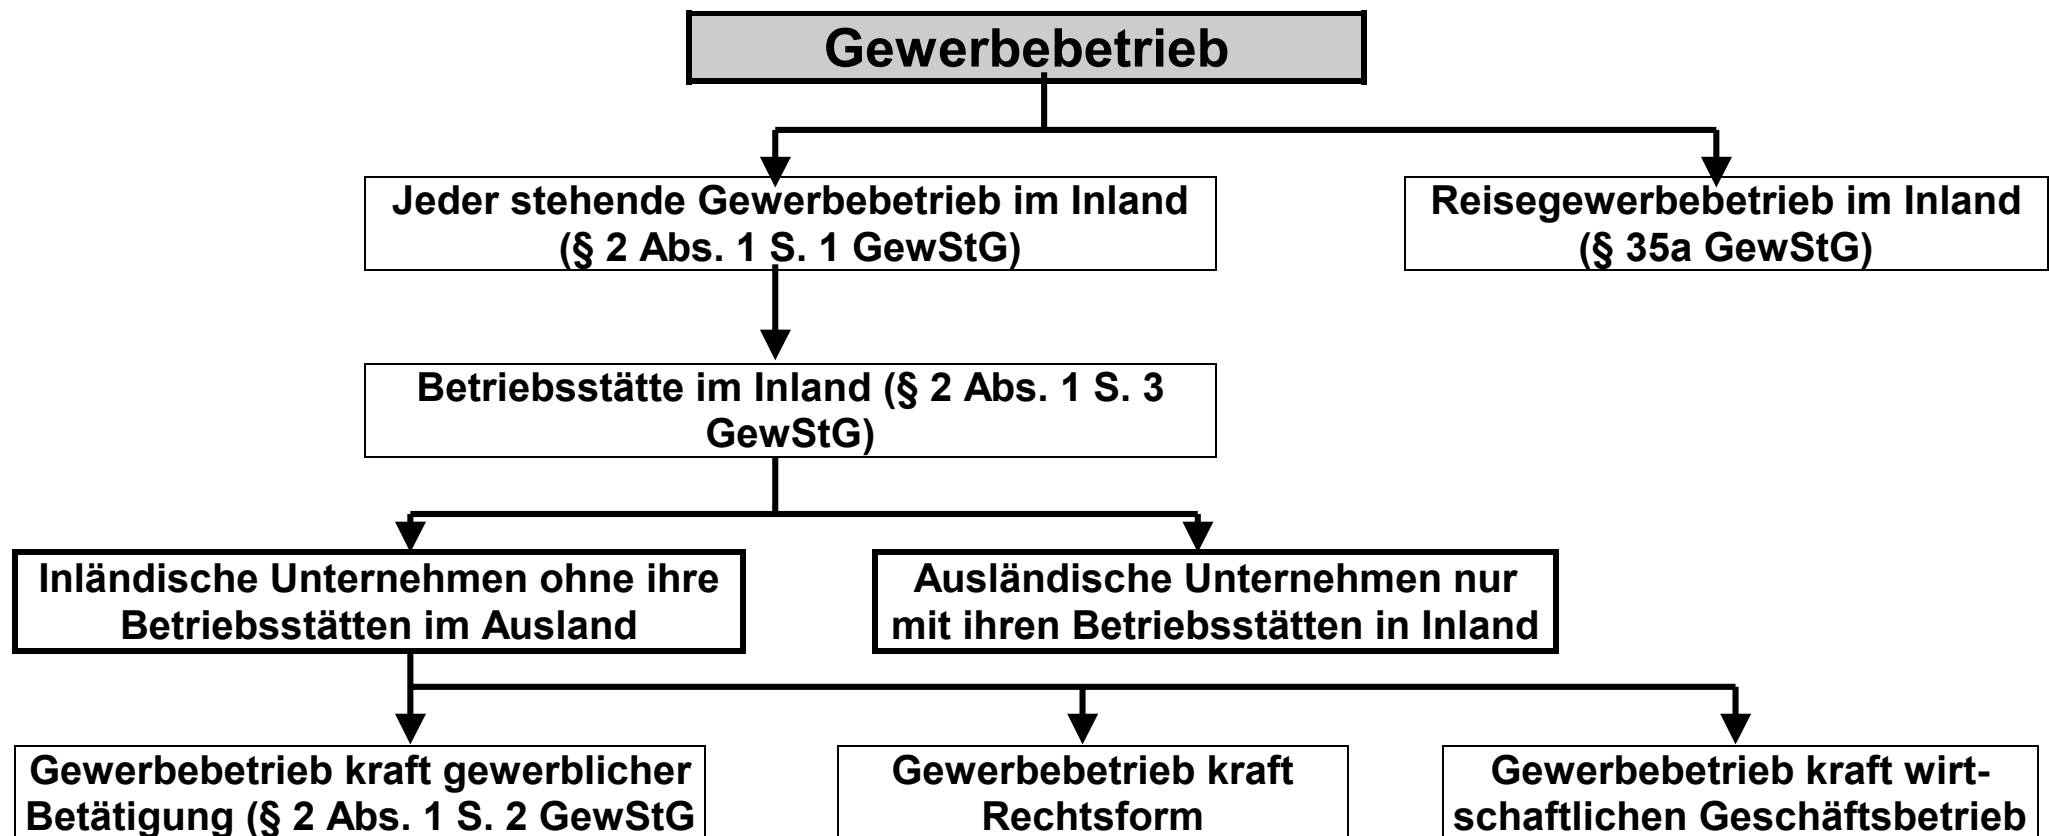 Gewerbebetrieb
Jeder stehende Gewerbebetrieb im Inland
(§ 2 Abs. 1 S. 1 GewStG)
Reisegewerbebetrieb im Inland
(§ 35a GewStG)
Betriebsstätte im Inland (§ 2 Abs. 1 S. 3
GewStG)
Inländische Unternehmen ohne ihre
Betriebsstätten im Ausland
Ausländische Unternehmen nur
mit ihren Betriebsstätten in Inland
Gewerbebetrieb kraft gewerblicher
Betätigung (§ 2 Abs. 1 S. 2 GewStG
Gewerbebetrieb kraft
Rechtsform
Gewerbebetrieb kraft wirt-
schaftlichen Geschäftsbetrieb